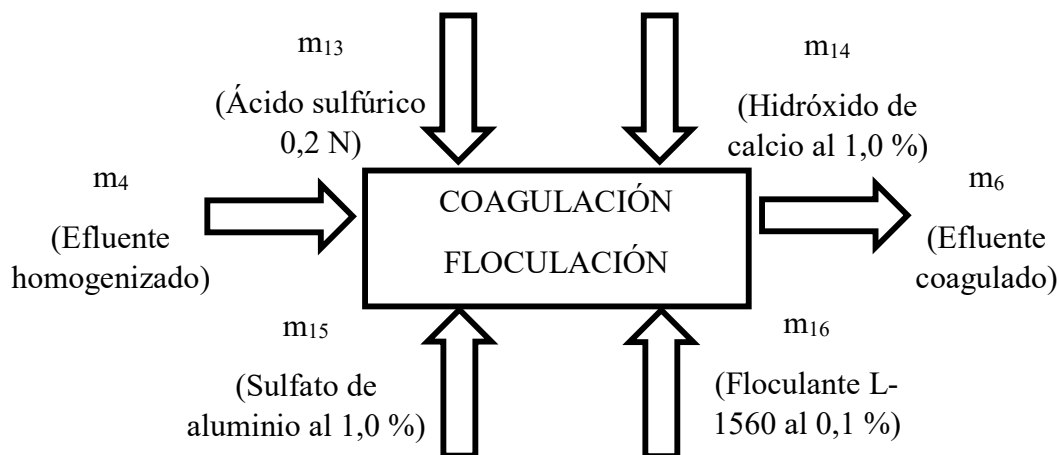 m₁₃
(Ácido sulfúrico
0,2 N)
m₁₄
(Hidróxido de
calcio al 1,0 %)
m₄
(Efluente
homogenizado)
COAGULACIÓN
FLOCULACIÓN
m₆
(Efluente
coagulado)
m₁₅
(Sulfato de
aluminio al 1,0 %)
m₁₆
(Floculante L-
1560 al 0,1 %)